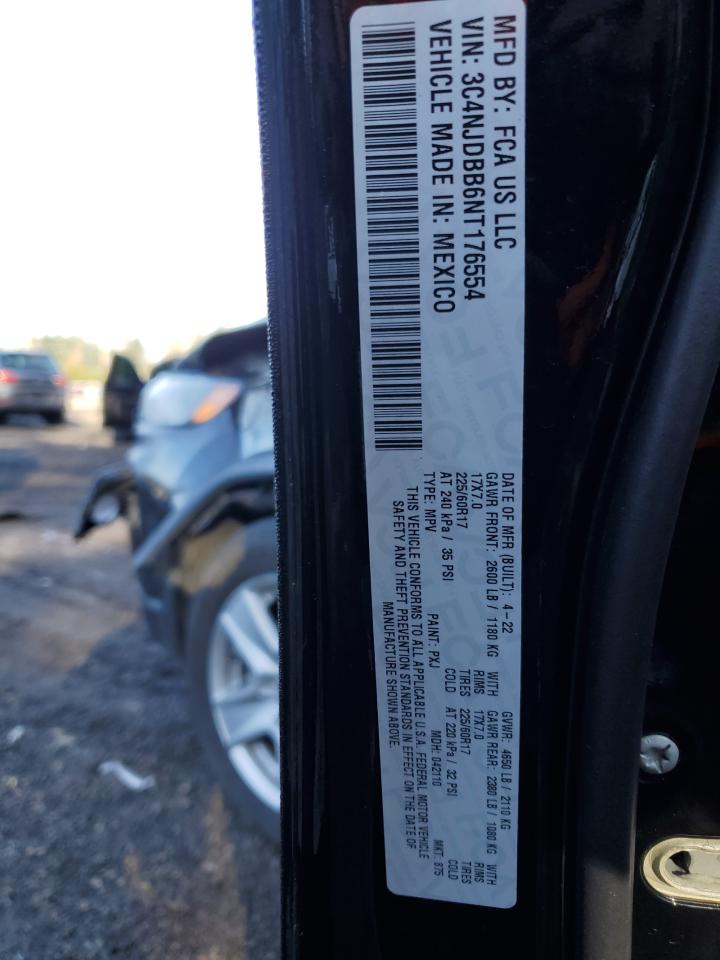 MFD BY: FCA US LLC
VIN: 3C4NJDBB6NT176554
VEHICLE MADE IN: MEXICO
DATE OF MFR (BUILT): 4-22 GVWR: 4650 LB / 2110 KG
GAWR FRONT: 2600 LB / 1180 KG WITH GAWR REAR: 2380 LB / 1080 KG WITH
17X7.0 RIMS 17X7.0 RIMS
225/60R17 TIRES 225/60R17 TIRES
AT 240 kPa / 35 PSI COLD AT 220 kPa / 32 PSI COLD
TYPE: MPV PAINT: PXJ MDH: 042110 MKT: 875
THIS VEHICLE CONFORMS TO ALL APPLICABLE U.S.A. FEDERAL MOTOR VEHICLE
SAFETY AND THEFT PREVENTION STANDARDS IN EFFECT ON THE DATE OF
MANUFACTURE SHOWN ABOVE.